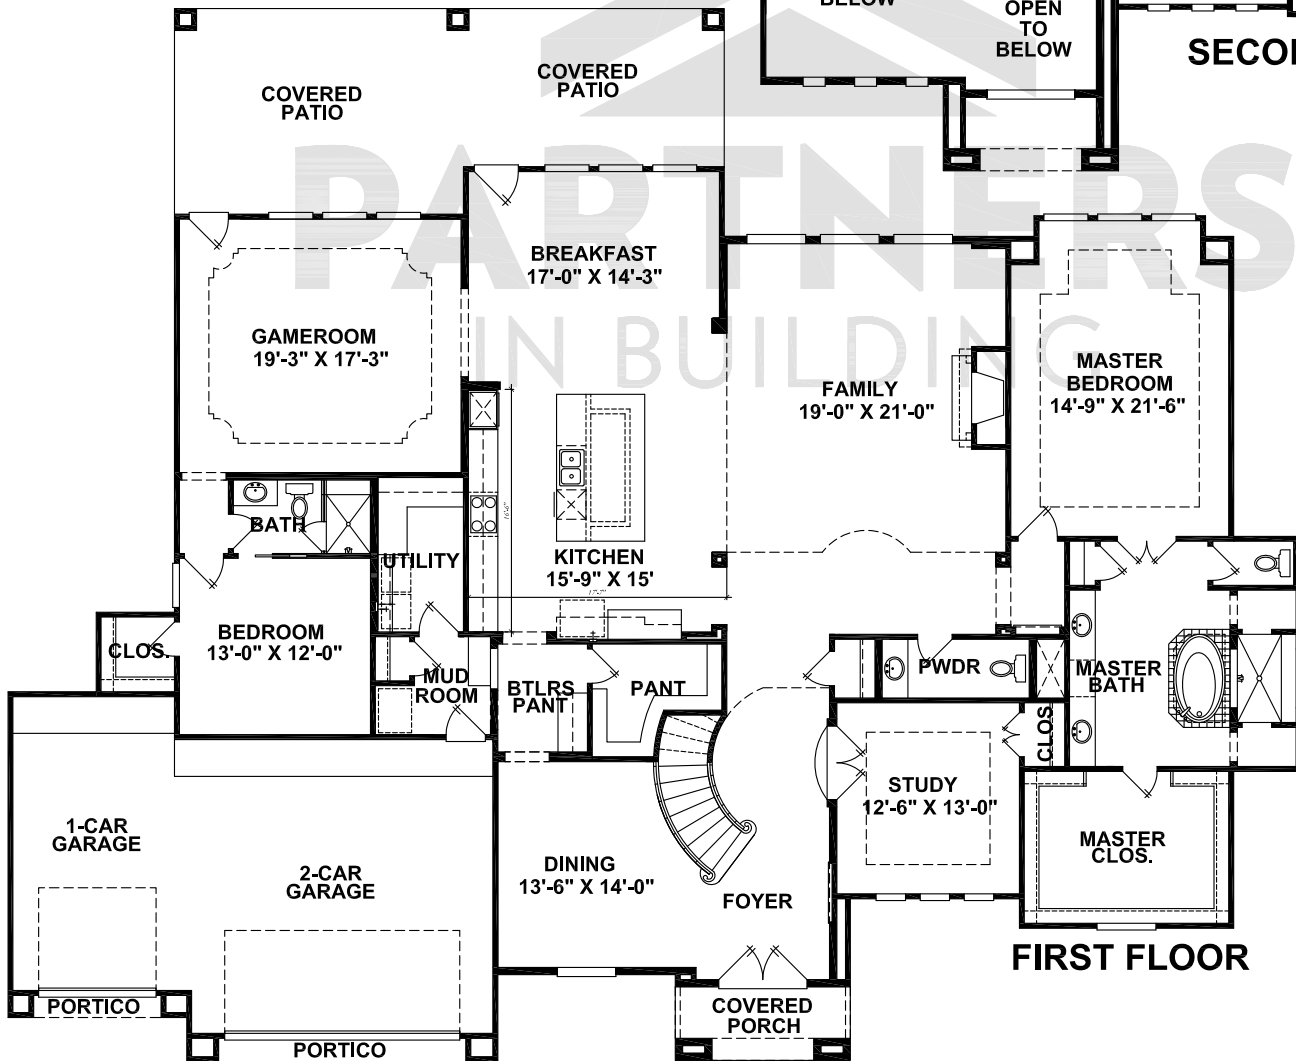 BELOW
OPEN
TO
BELOW
SECO
COVERED
PATIO
COVERED
PATIO
PARTNERS
IN BUILDING
BREAKFAST
17'-0" X 14'-3"
GAMEROOM
19'-3" X 17'-3"
FAMILY
19'-0" X 21'-0"
MASTER
BEDROOM
14'-9" X 21'-6"
BATH
UTILITY
KITCHEN
15'-9" X 15'
CLOS.
BEDROOM
13'-0" X 12'-0"
MUD
ROOM
BTLRS
PANT
PANT
PWDR
MASTER
BATH
CLOS
STUDY
12'-6" X 13'-0"
MASTER
CLOS.
1-CAR
GARAGE
2-CAR
GARAGE
DINING
13'-6" X 14'-0"
FOYER
FIRST FLOOR
PORTICO
COVERED
PORCH
PORTICO